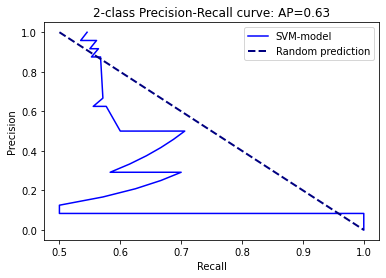 2-class Precision-Recall curve: AP=0.63
SVM-model
Random prediction
1.0
0.8
0.6
0.4
0.2
0.0
Precision
0.5
0.6
0.7
0.8
0.9
1.0
Recall